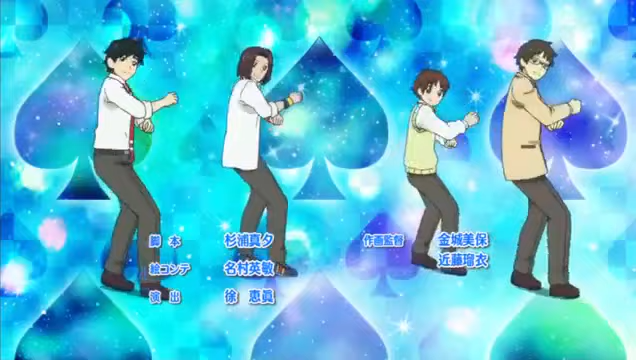 脚本 杉浦真夕
絵コンテ 名村英敏
演出 徐恵眞
作画監督 金城美保
近藤瑠衣